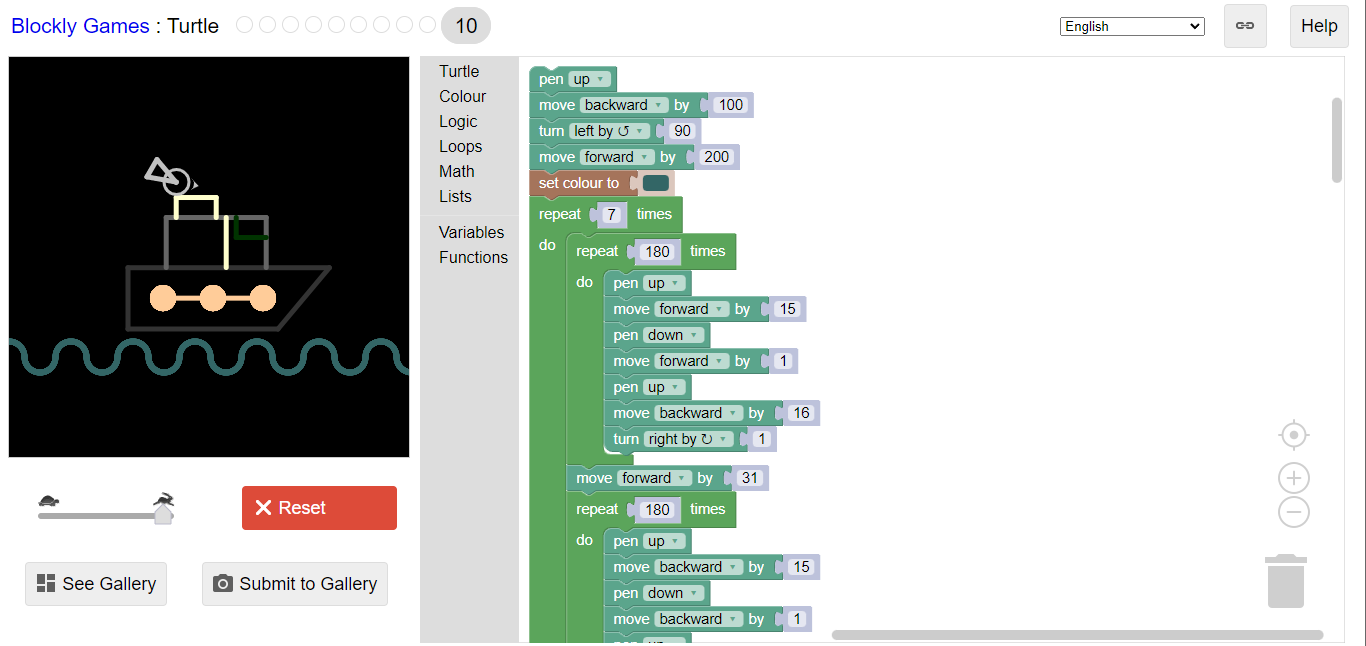 Blockly Games : Turtle
10
English
Help
Turtle
Colour
Logic
Loops
Math
Lists
Variables
Functions
pen up
move backward by 100
turn left by ↺ 90
move forward by 200
set colour to
repeat 7 times
do repeat 180 times
do pen up
move forward by 15
pen down
move forward by 1
pen up
move backward by 16
turn right by ↻ 1
move forward by 31
repeat 180 times
do pen up
move backward by 15
pen down
move backward by 1
pen up
Reset
See Gallery
Submit to Gallery